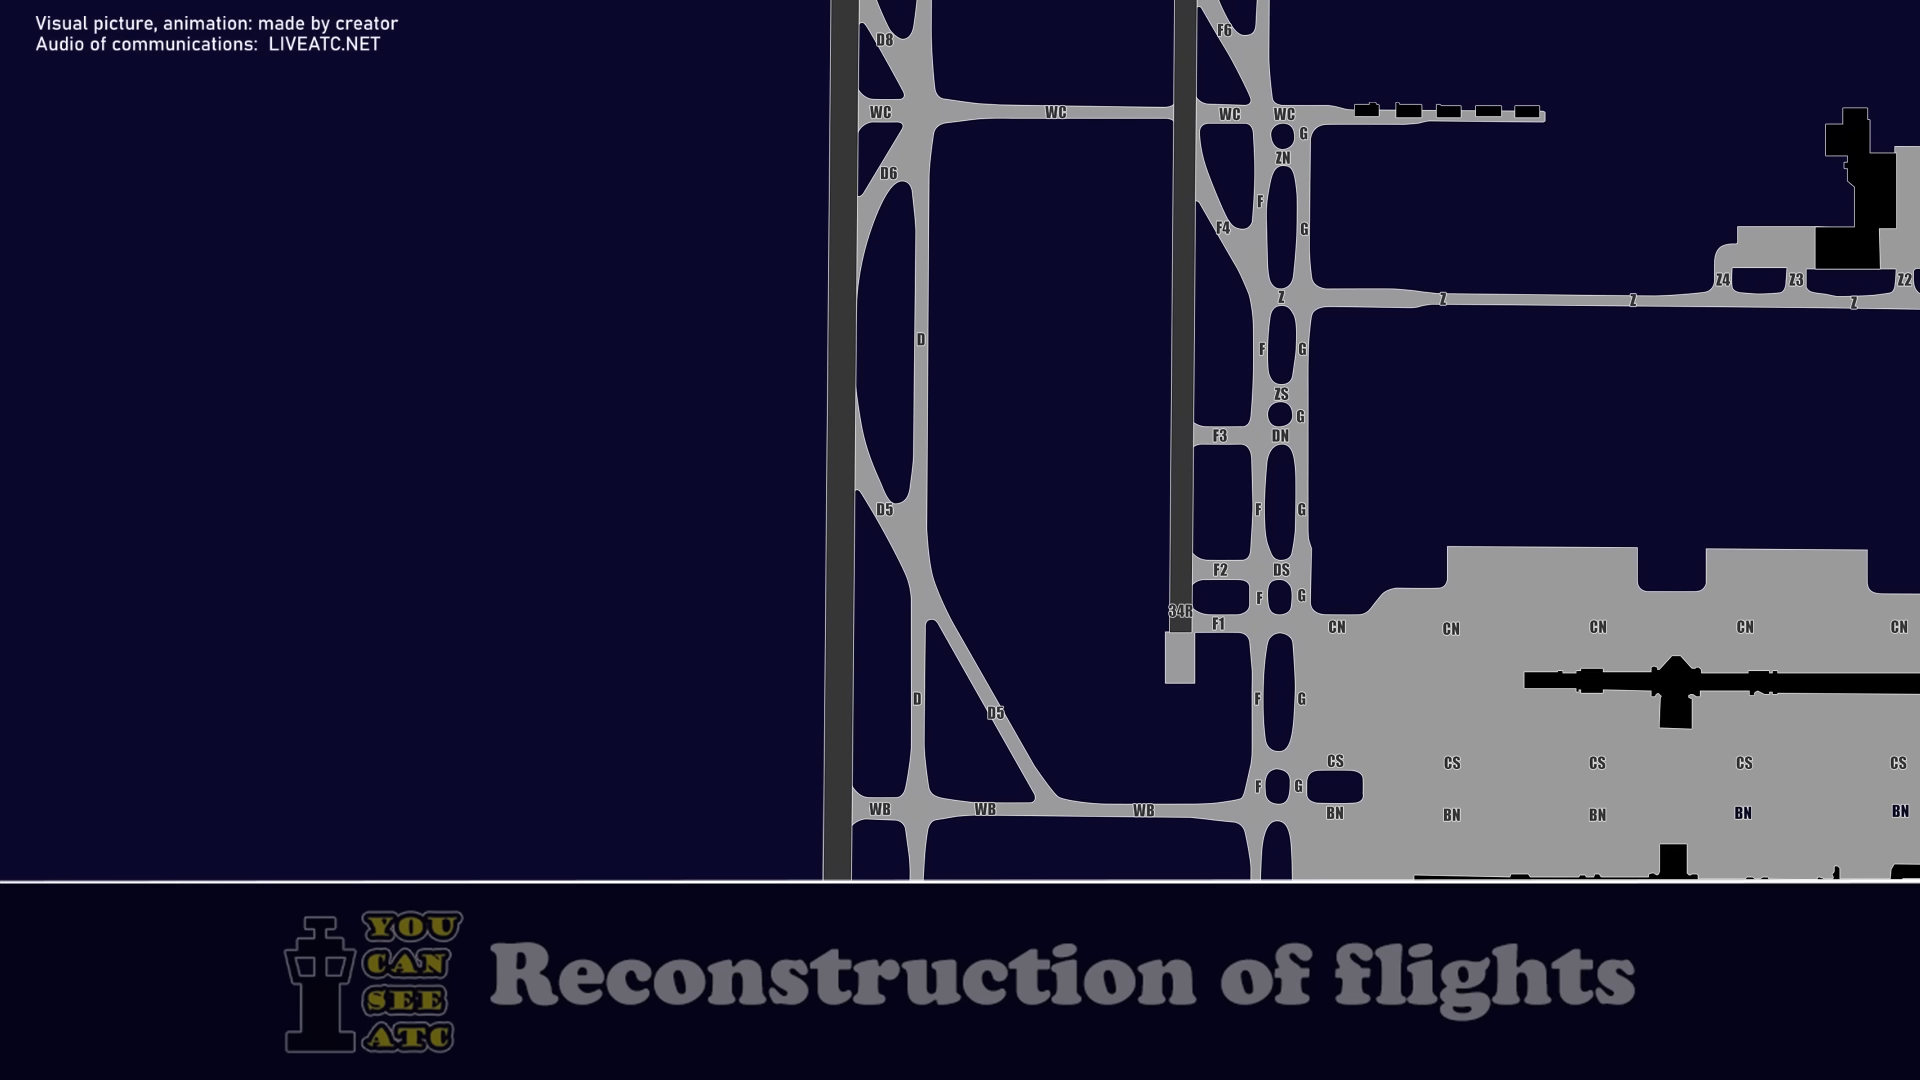 Visual picture, animation: made by creator
Audio of communications: LIVEATC.NET
D8
F6
WC
WC
WC
WC
G
ZN
D6
F
F4
G
Z4
Z3
Z2
Z
Z
Z
Z
D
F
G
ZS
G
F3
DN
D5
F
G
F2
DS
F
G
34R
F1
CN
CN
CN
CN
CN
D
F
G
D5
CS
CS
CS
CS
CS
F
G
WB
WB
WB
BN
BN
BN
BN
BN
YOU
CAN
SEE
ATC
Reconstruction of flights